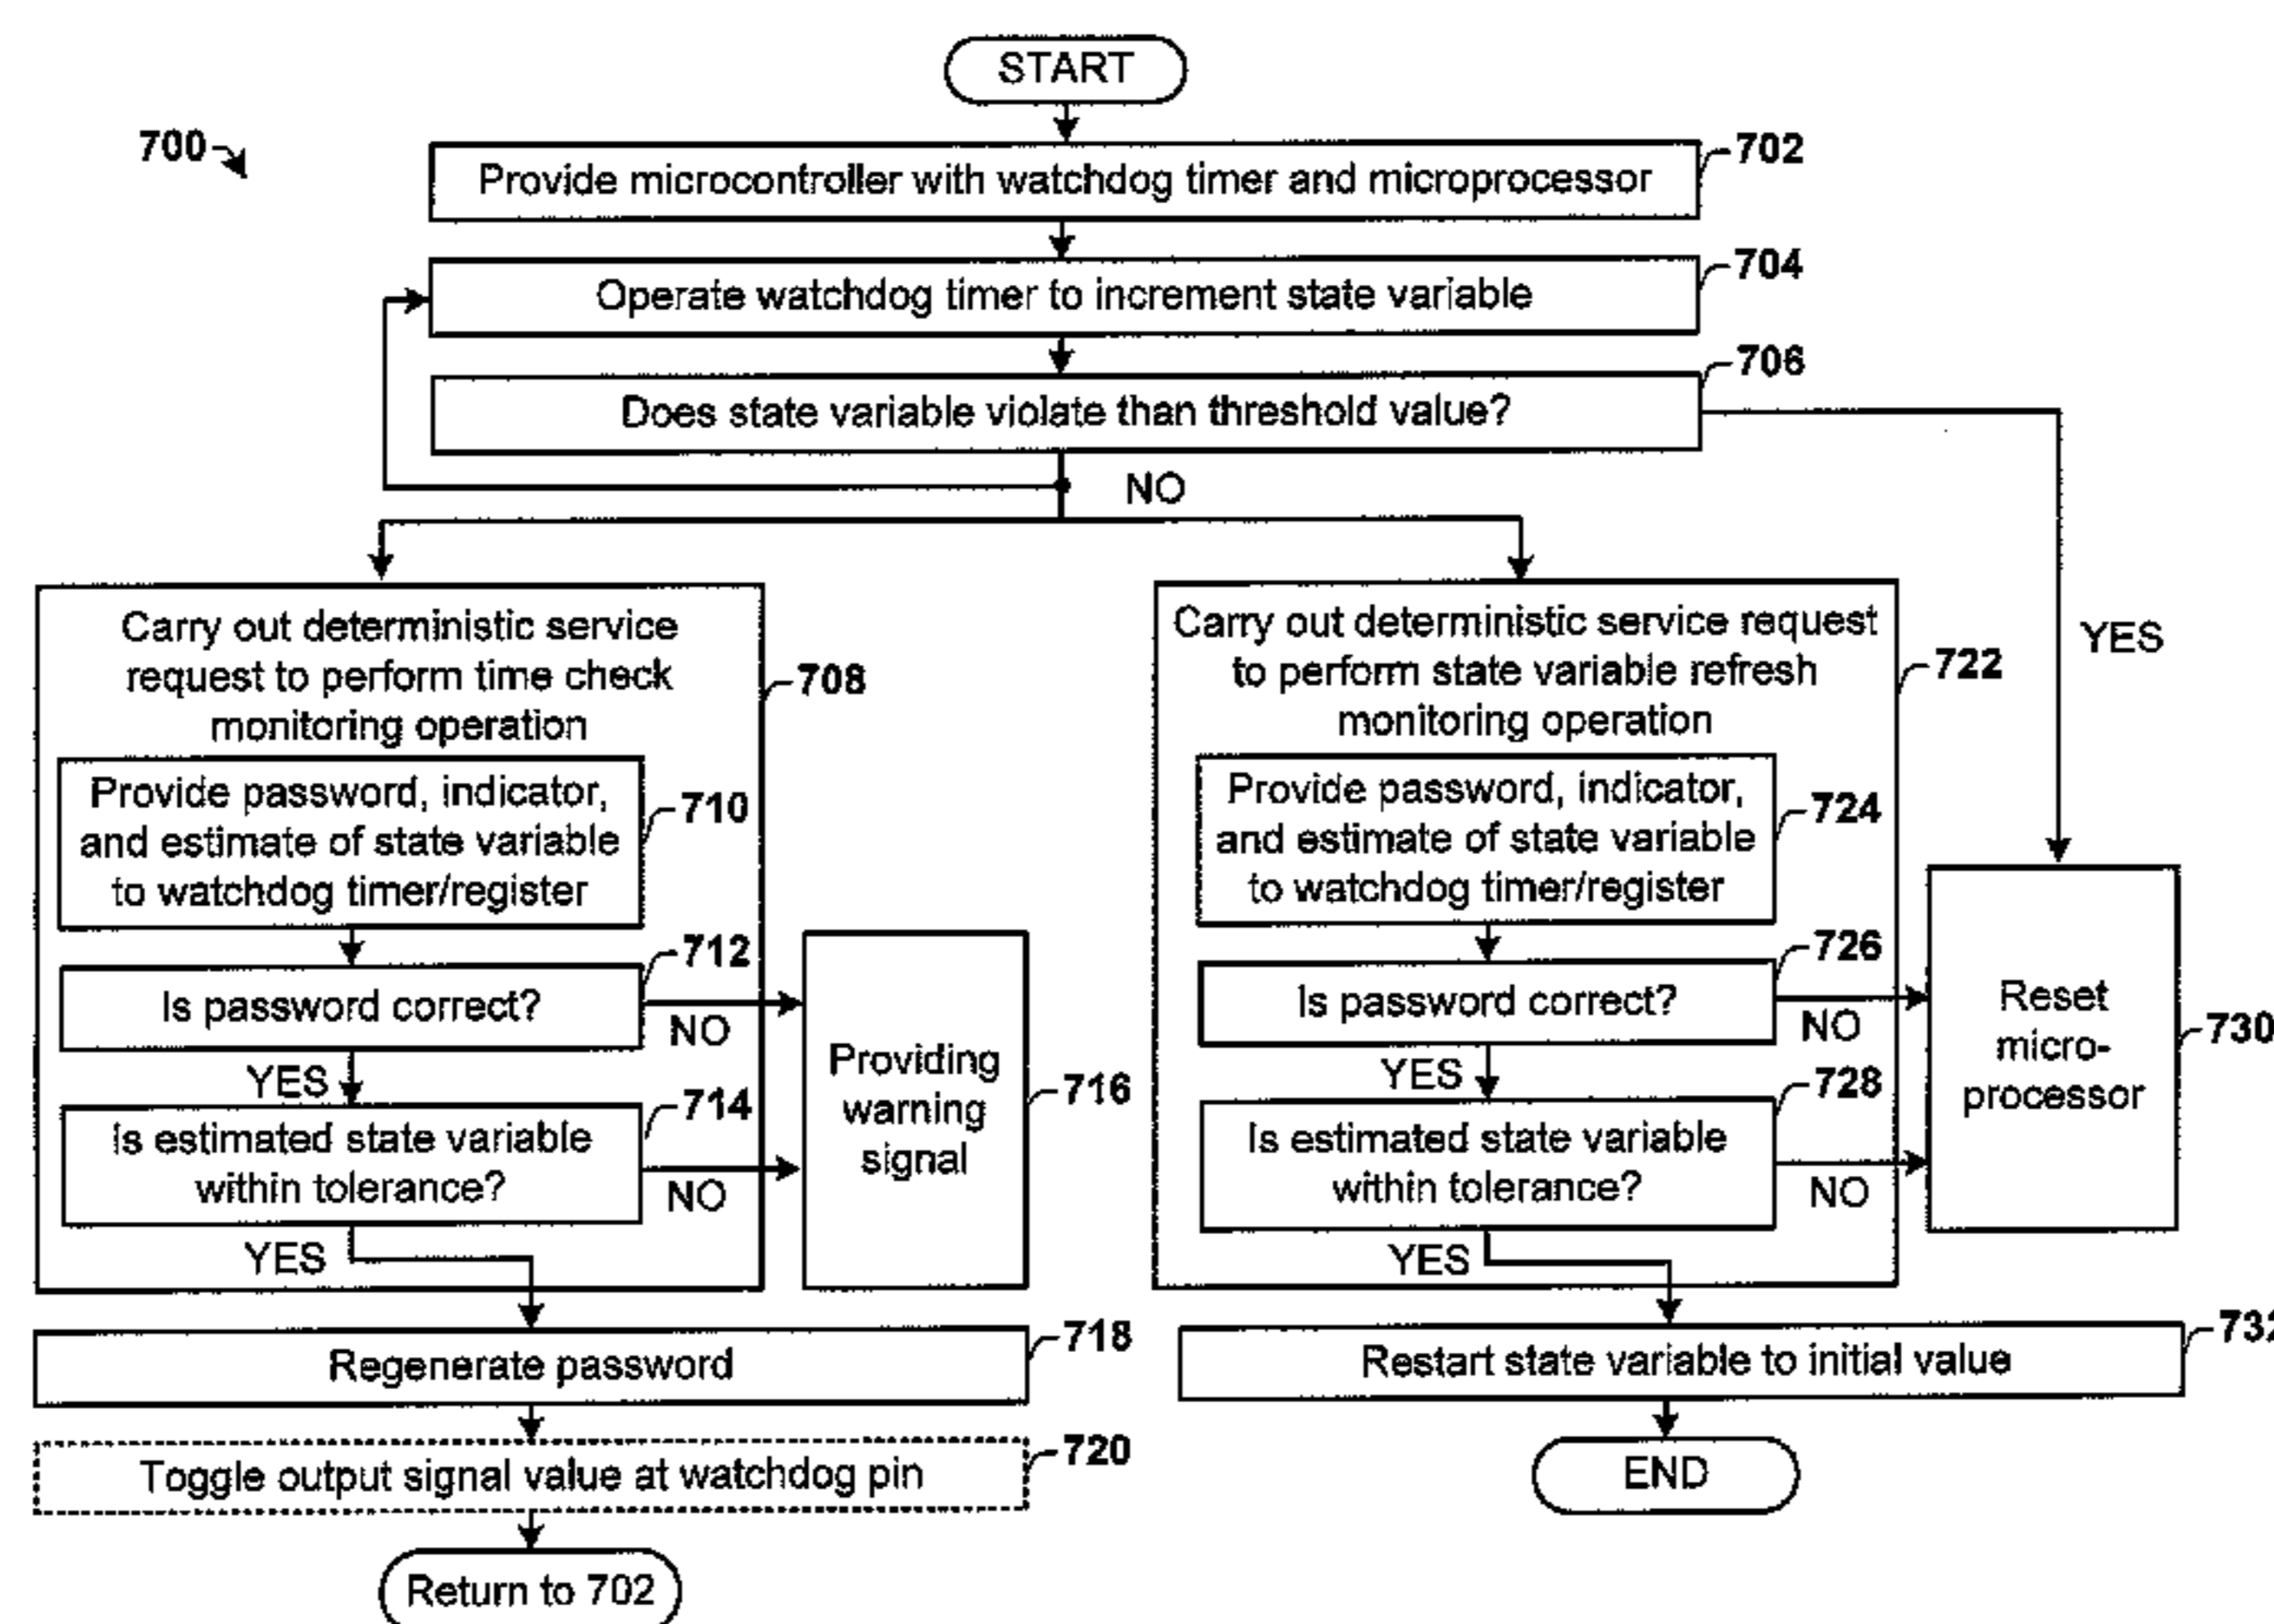 START
700
Provide microcontroller with watchdog timer and microprocessor
702
Operate watchdog timer to increment state variable
704
Does state variable violate than threshold value?
706
NO
YES
Carry out deterministic service
request to perform time check
monitoring operation
708
Provide password, indicator,
and estimate of state variable
to watchdog timer/register
710
Is password correct?
712
NO
YES
Is estimated state variable
within tolerance?
714
NO
YES
Providing
warning
signal
716
Regenerate password
718
Toggle output signal value at watchdog pin
720
Return to 702
Carry out deterministic service request
to perform state variable refresh
monitoring operation
722
Provide password, indicator,
and estimate of state variable
to watchdog timer/register
724
Is password correct?
726
NO
YES
Is estimated state variable
within tolerance?
728
NO
YES
Reset
micro-
processor
730
Restart state variable to initial value
732
END